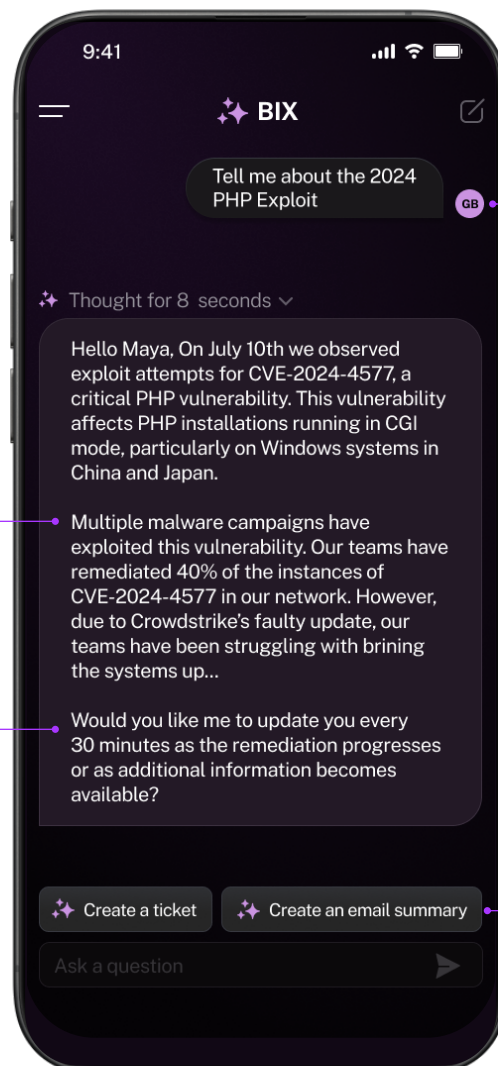 9:41
BIX
Tell me about the 2024
PHP Exploit
GB
Thought for 8 seconds
Hello Maya, On July 10th we observed
exploit attempts for CVE-2024-4577, a
critical PHP vulnerability. This vulnerability
affects PHP installations running in CGI
mode, particularly on Windows systems in
China and Japan.
Multiple malware campaigns have
exploited this vulnerability. Our teams have
remediated 40% of the instances of
CVE-2024-4577 in our network. However,
due to Crowdstrike’s faulty update, our
teams have been struggling with brining
the systems up...
Would you like me to update you every
30 minutes as the remediation progresses
or as additional information becomes
available?
Create a ticket
Create an email summary
Ask a question